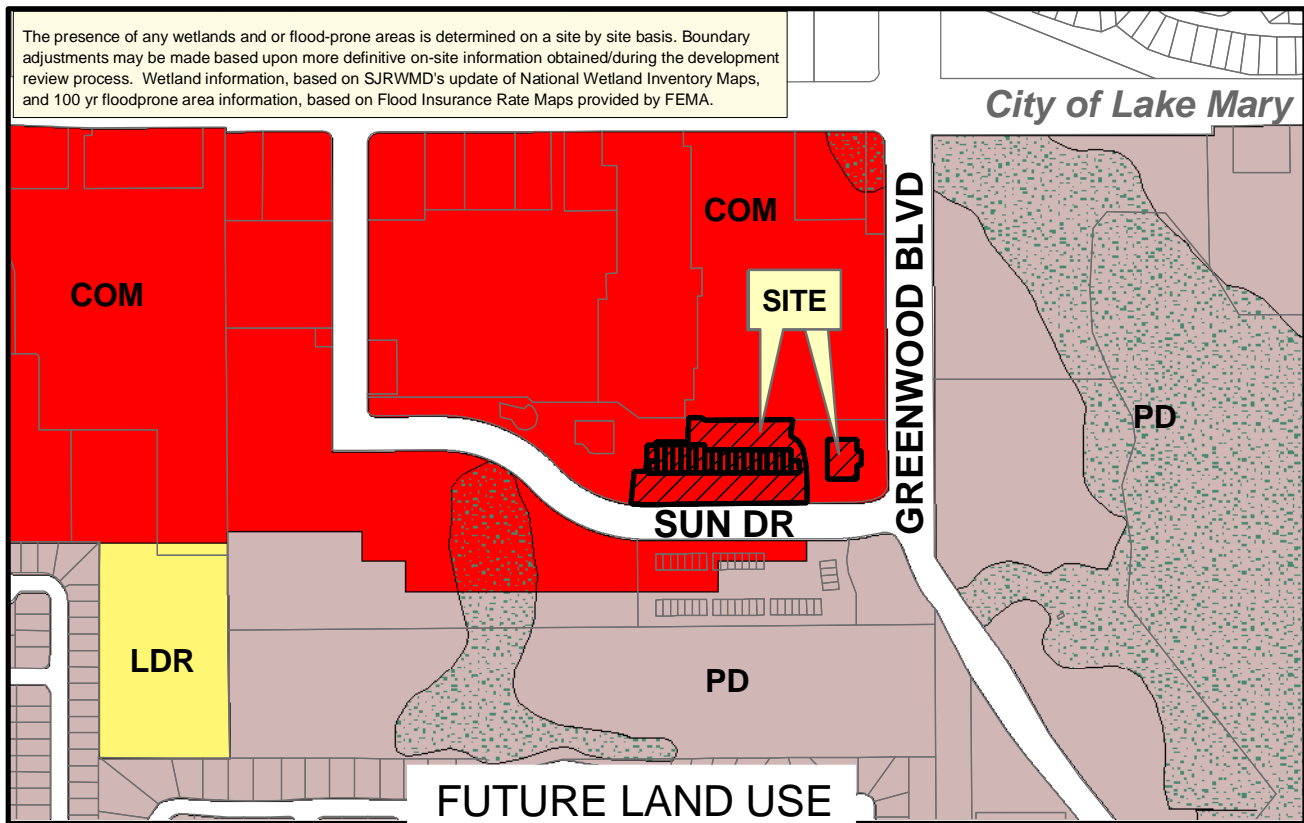 The presence of any wetlands and or flood-prone areas is determined on a site by site basis. Boundary
adjustments may be made based upon more definitive on-site information obtained/during the development
review process. Wetland information, based on SJRWMD's update of National Wetland Inventory Maps,
and 100 yr floodprone area information, based on Flood Insurance Rate Maps provided by FEMA.
City of Lake Mary
COM
COM
SITE
GREENWOOD BLVD
PD
SUN DR
LDR
PD
FUTURE LAND USE